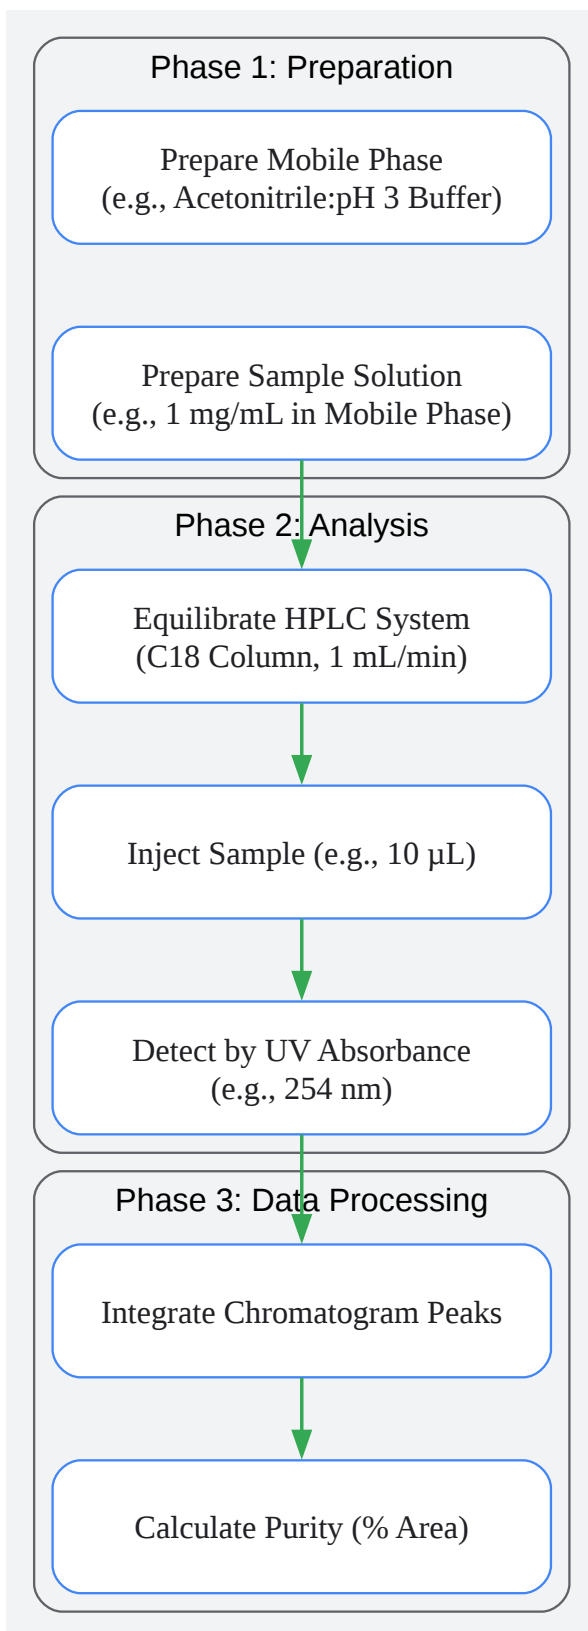 Phase 1: Preparation
Prepare Mobile Phase
(e.g., Acetonitrile:pH 3 Buffer)
Prepare Sample Solution
(e.g., 1 mg/mL in Mobile Phase)
Phase 2: Analysis
Equilibrate HPLC System
(C18 Column, 1 mL/min)
Inject Sample (e.g., 10 µL)
Detect by UV Absorbance
(e.g., 254 nm)
Phase 3: Data Processing
Integrate Chromatogram Peaks
Calculate Purity (% Area)